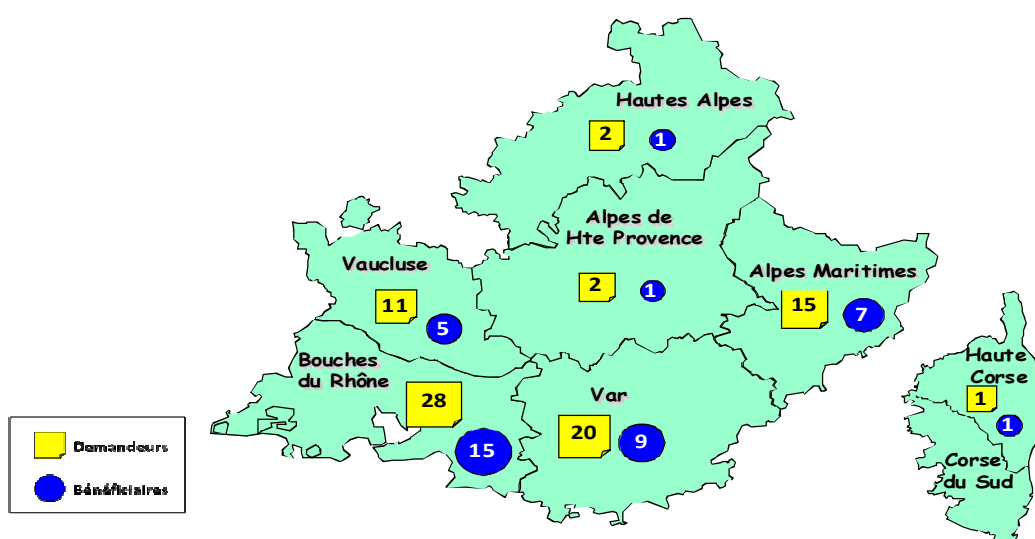 Hautes Alpes
2
1
Alpes de
Hte Provence
2
1
Vaucluse
11
5
Alpes Maritimes
15
7
Bouches
du Rhône
28
15
Var
20
9
Haute
Corse
1
1
Corse
du Sud
Demandeurs
Bénéficiaires